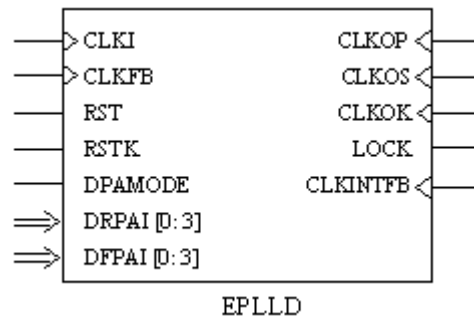 CLKI
CLKFB
RST
RSTK
DPAMODE
DRPAI [0:3]
DFPAI [0:3]
CLKOP
CLKOS
CLKOK
LOCK
CLKINTFB
EPLLD